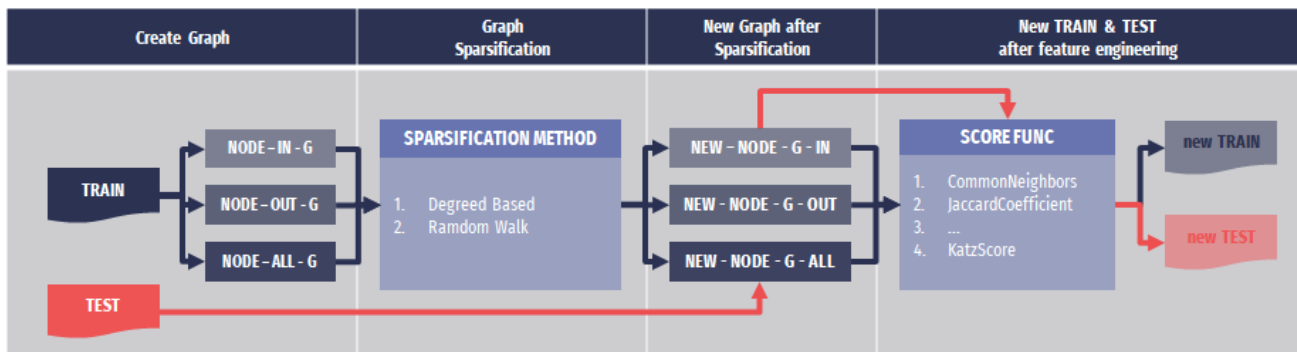 Create Graph
Graph
Sparsification
New Graph after
Sparsification
New TRAIN & TEST
after feature engineering
TRAIN
TEST
NODE - IN - G
NODE - OUT - G
NODE - ALL - G
SPARSIFICATION METHOD
1. Degreed Based
2. Ramdom Walk
NEW - NODE - G - IN
NEW - NODE - G - OUT
NEW - NODE - G - ALL
SCORE FUNC
1. CommonNeighbors
2. JaccardCoefficient
3. ...
4. KatzScore
new TRAIN
new TEST